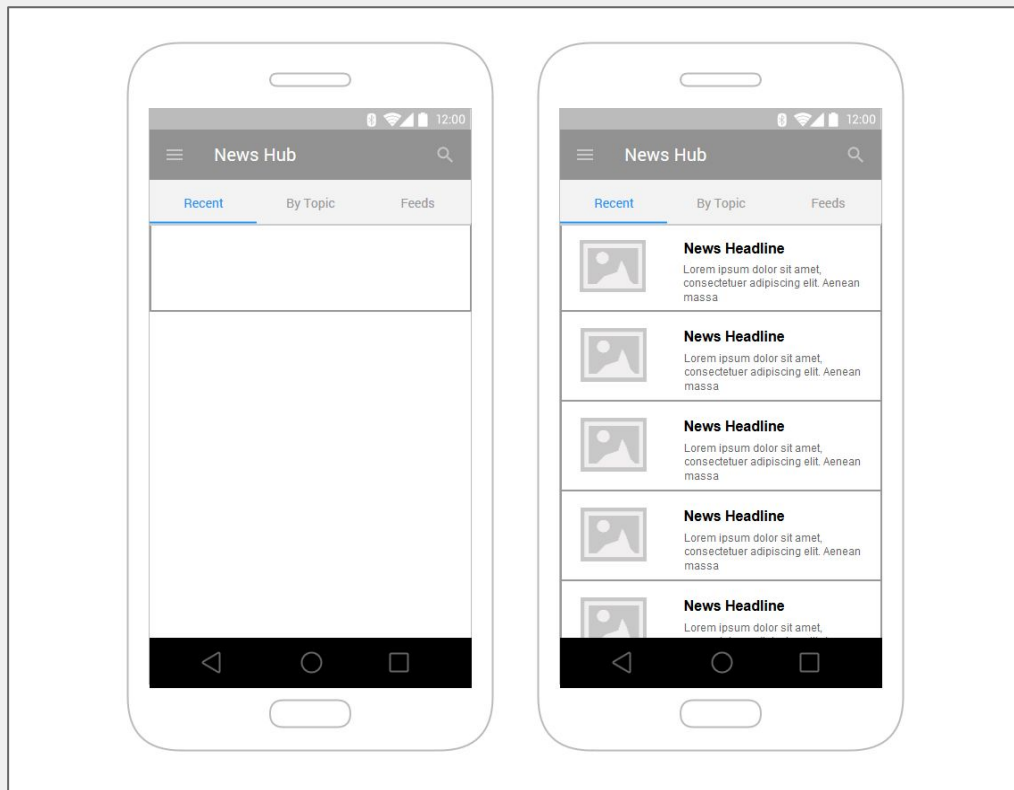 12:00
News Hub
Recent By Topic Feeds
12:00
News Hub
Recent By Topic Feeds
News Headline
Lorem ipsum dolor sit amet,
consectetuer adipiscing elit. Aenean
massa
News Headline
Lorem ipsum dolor sit amet,
consectetuer adipiscing elit. Aenean
massa
News Headline
Lorem ipsum dolor sit amet,
consectetuer adipiscing elit. Aenean
massa
News Headline
Lorem ipsum dolor sit amet,
consectetuer adipiscing elit. Aenean
massa
News Headline
Lorem ipsum dolor sit amet,